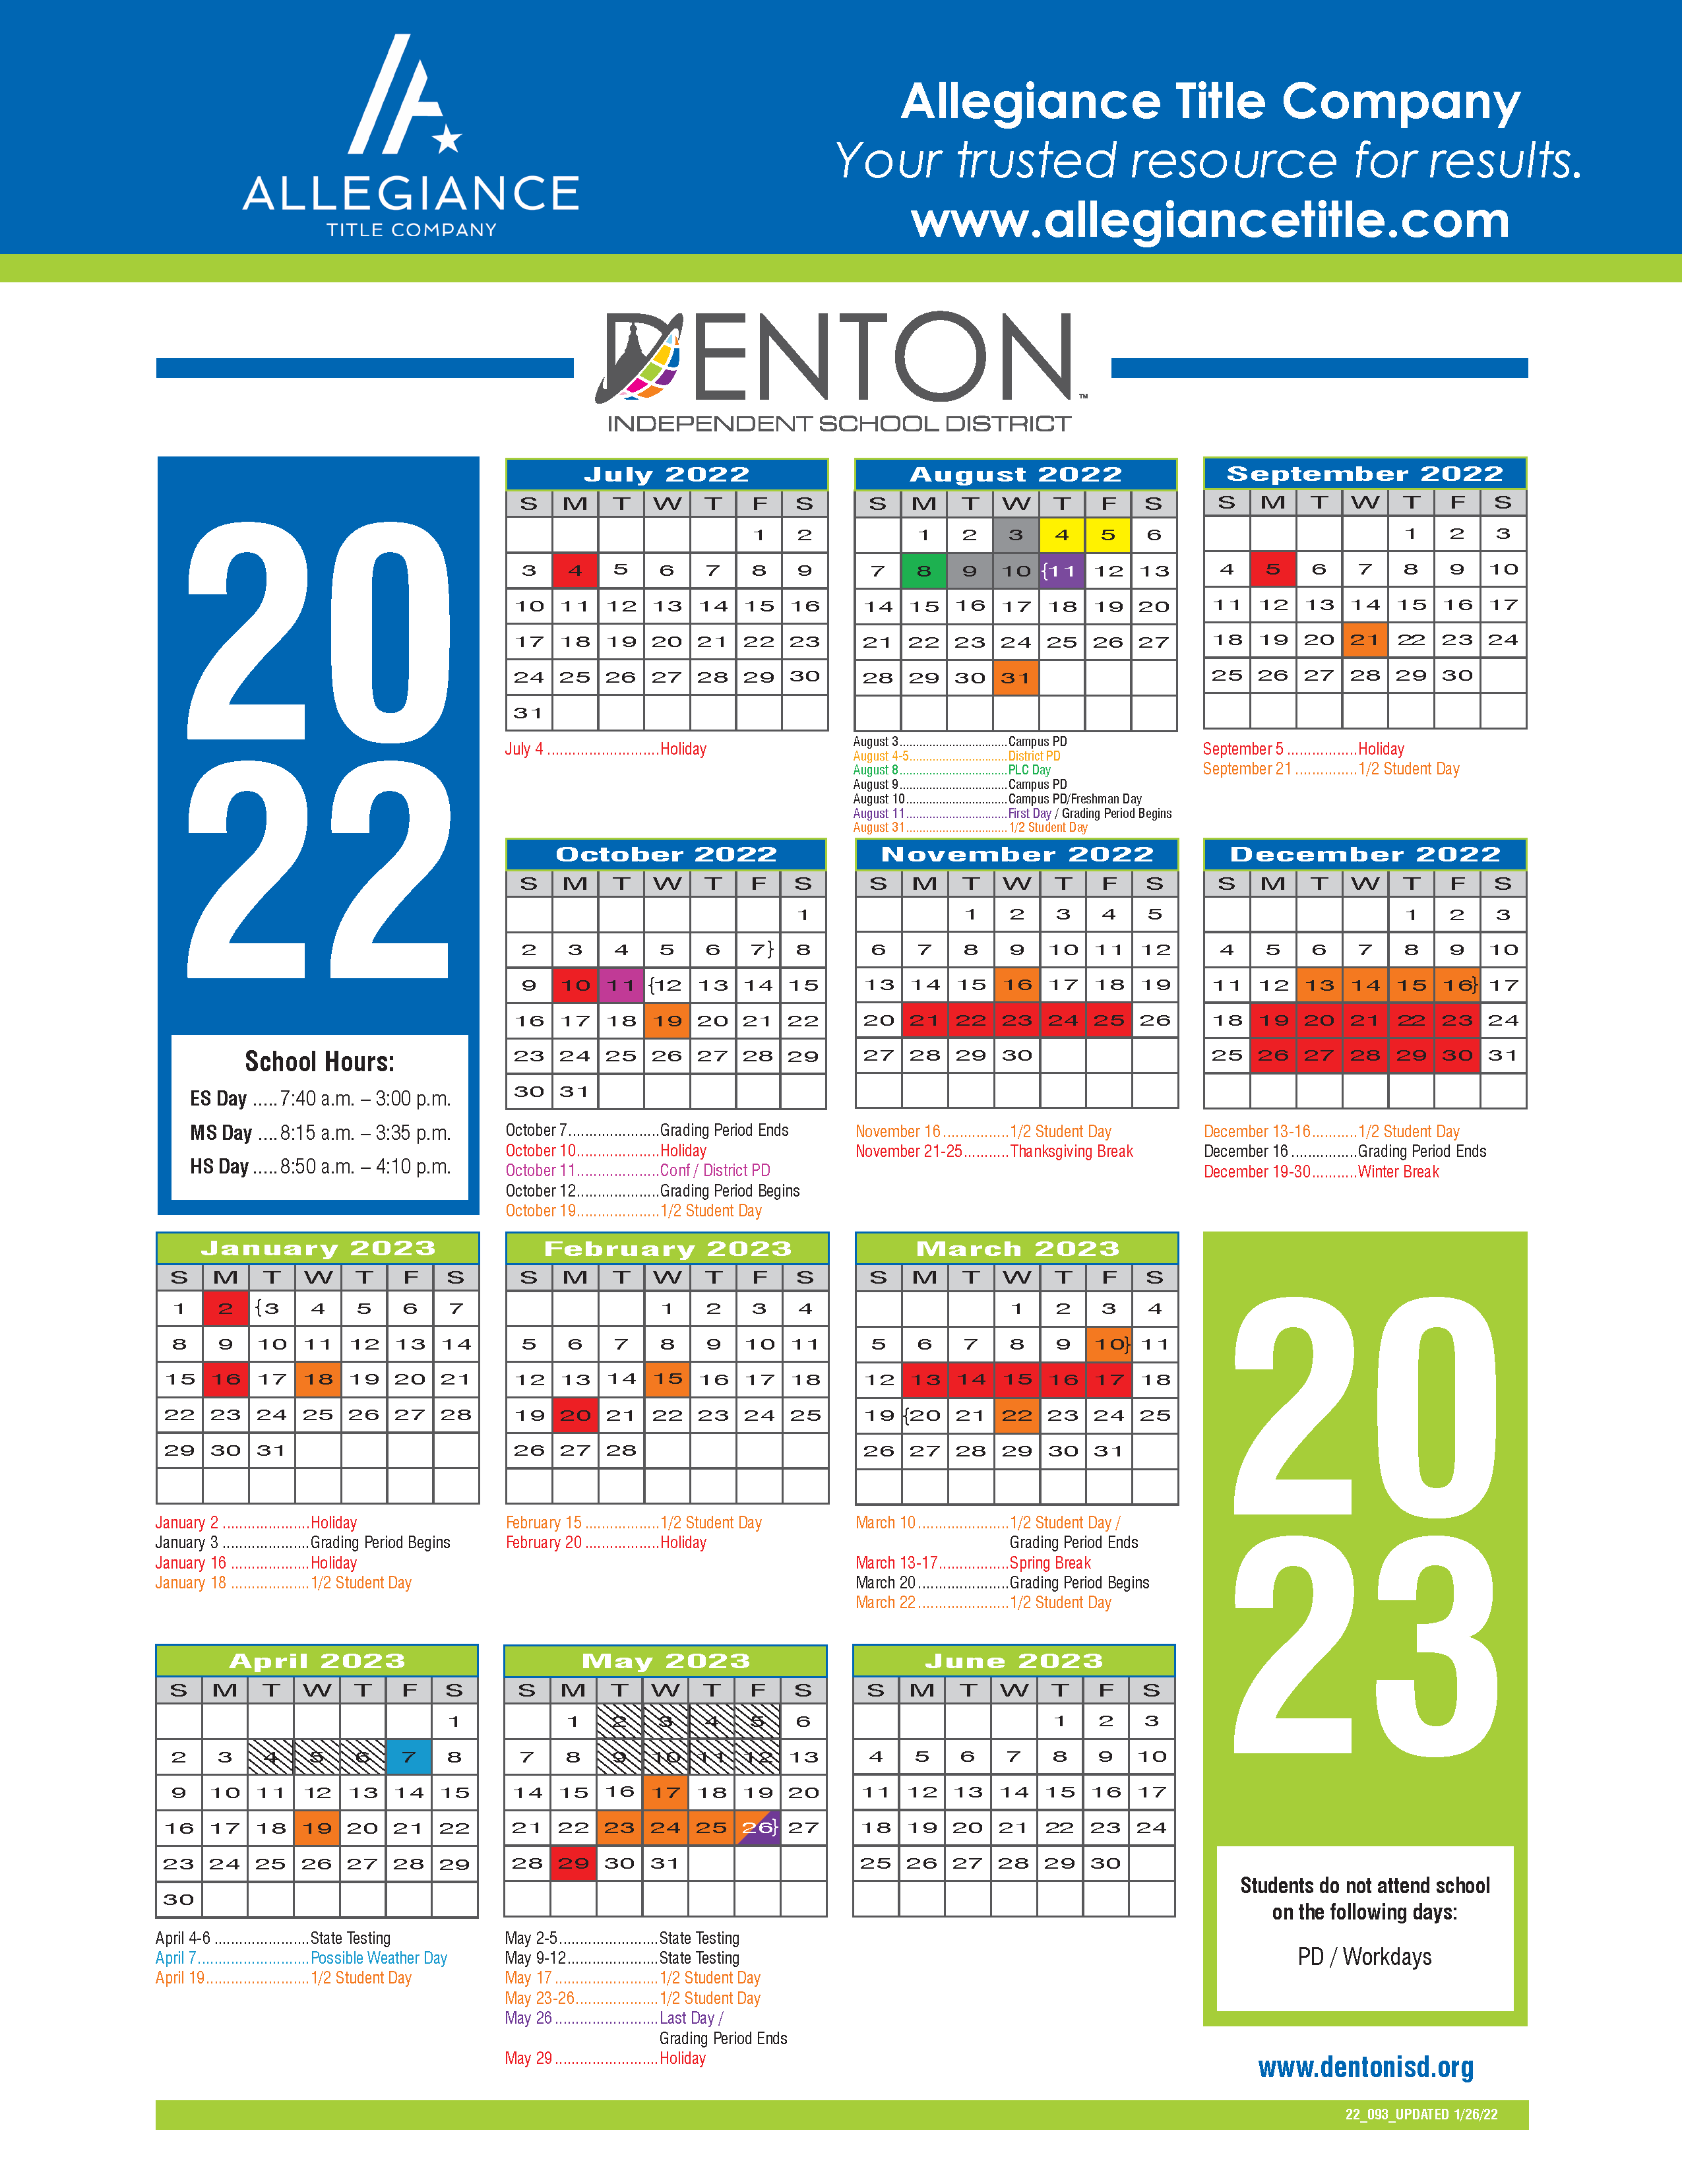 ALLEGIANCE
TITLE COMPANY
Allegiance Title Company
Your trusted resource for results.
www.allegiancetitle.com
DENTON™
INDEPENDENT SCHOOL DISTRICT
20
22
School Hours:
ES Day ..... 7:40 a.m. – 3:00 p.m.
MS Day .... 8:15 a.m. – 3:35 p.m.
HS Day ..... 8:50 a.m. – 4:10 p.m.
July 2022
S M T W T F S
1 2
3 4 5 6 7 8 9
10 11 12 13 14 15 16
17 18 19 20 21 22 23
24 25 26 27 28 29 30
31
July 4 ........................... Holiday
August 2022
S M T W T F S
1 2 3 4 5 6
7 8 9 10 {11 12 13
14 15 16 17 18 19 20
21 22 23 24 25 26 27
28 29 30 31
August 3................................. Campus PD
August 4-5.............................. District PD
August 8................................. PLC Day
August 9................................. Campus PD
August 10............................... Campus PD/Freshman Day
August 11............................... First Day / Grading Period Begins
August 31............................... 1/2 Student Day
September 2022
S M T W T F S
1 2 3
4 5 6 7 8 9 10
11 12 13 14 15 16 17
18 19 20 21 22 23 24
25 26 27 28 29 30
September 5 ................. Holiday
September 21 ............... 1/2 Student Day
October 2022
S M T W T F S
1
2 3 4 5 6 7} 8
9 10 11 {12 13 14 15
16 17 18 19 20 21 22
23 24 25 26 27 28 29
30 31
October 7...................... Grading Period Ends
October 10.................... Holiday
October 11.................... Conf / District PD
October 12.................... Grading Period Begins
October 19.................... 1/2 Student Day
November 2022
S M T W T F S
1 2 3 4 5
6 7 8 9 10 11 12
13 14 15 16 17 18 19
20 21 22 23 24 25 26
27 28 29 30
November 16 ................ 1/2 Student Day
November 21-25........... Thanksgiving Break
December 2022
S M T W T F S
1 2 3
4 5 6 7 8 9 10
11 12 13 14 15 16} 17
18 19 20 21 22 23 24
25 26 27 28 29 30 31
December 13-16........... 1/2 Student Day
December 16 ................ Grading Period Ends
December 19-30........... Winter Break
January 2023
S M T W T F S
1 2 {3 4 5 6 7
8 9 10 11 12 13 14
15 16 17 18 19 20 21
22 23 24 25 26 27 28
29 30 31
January 2 ..................... Holiday
January 3 ..................... Grading Period Begins
January 16 ................... Holiday
January 18 ................... 1/2 Student Day
February 2023
S M T W T F S
1 2 3 4
5 6 7 8 9 10 11
12 13 14 15 16 17 18
19 20 21 22 23 24 25
26 27 28
February 15 .................. 1/2 Student Day
February 20 .................. Holiday
March 2023
S M T W T F S
1 2 3 4
5 6 7 8 9 10} 11
12 13 14 15 16 17 18
19 {20 21 22 23 24 25
26 27 28 29 30 31
March 10...................... 1/2 Student Day /
Grading Period Ends
March 13-17................. Spring Break
March 20...................... Grading Period Begins
March 22...................... 1/2 Student Day
20
23
Students do not attend school
on the following days:
PD / Workdays
April 2023
S M T W T F S
1
2 3 4 5 6 7 8
9 10 11 12 13 14 15
16 17 18 19 20 21 22
23 24 25 26 27 28 29
30
April 4-6 ....................... State Testing
April 7........................... Possible Weather Day
April 19......................... 1/2 Student Day
May 2023
S M T W T F S
1 2 3 4 5 6
7 8 9 10 11 12 13
14 15 16 17 18 19 20
21 22 23 24 25 26} 27
28 29 30 31
May 2-5........................ State Testing
May 9-12...................... State Testing
May 17 ......................... 1/2 Student Day
May 23-26.................... 1/2 Student Day
May 26 ......................... Last Day /
Grading Period Ends
May 29 ......................... Holiday
June 2023
S M T W T F S
1 2 3
4 5 6 7 8 9 10
11 12 13 14 15 16 17
18 19 20 21 22 23 24
25 26 27 28 29 30
www.dentonisd.org
22_093_UPDATED 1/26/22